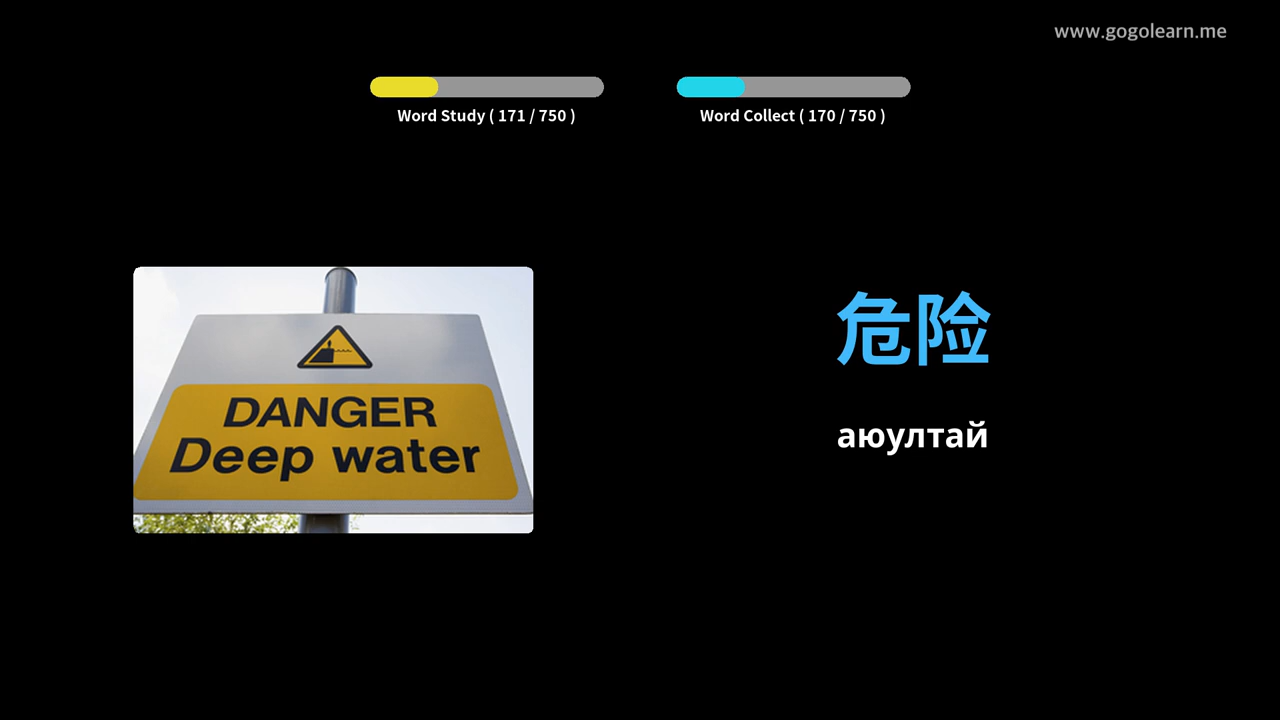 www.gogolearn.me
Word Study ( 171 / 750 )
Word Collect ( 170 / 750 )
DANGER
Deep water
危险
аюултай